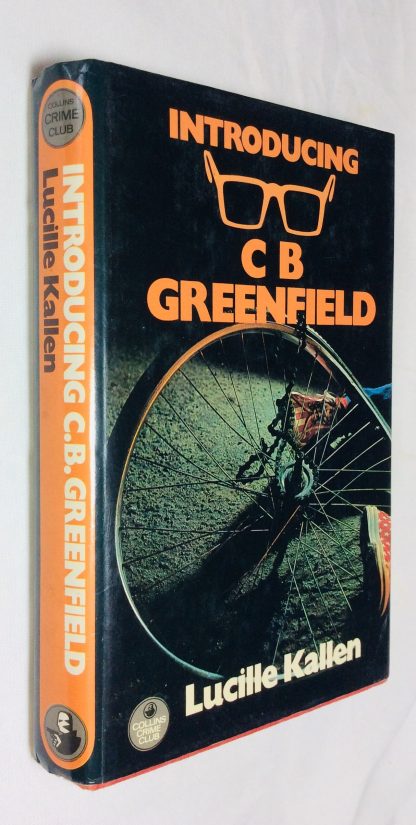 COLLINS
CRIME
CLUB
INTRODUCING C.B. GREENFIELD
Lucille Kallen
INTRODUCING
C B
GREENFIELD
Lucille Kallen
COLLINS
CRIME
CLUB